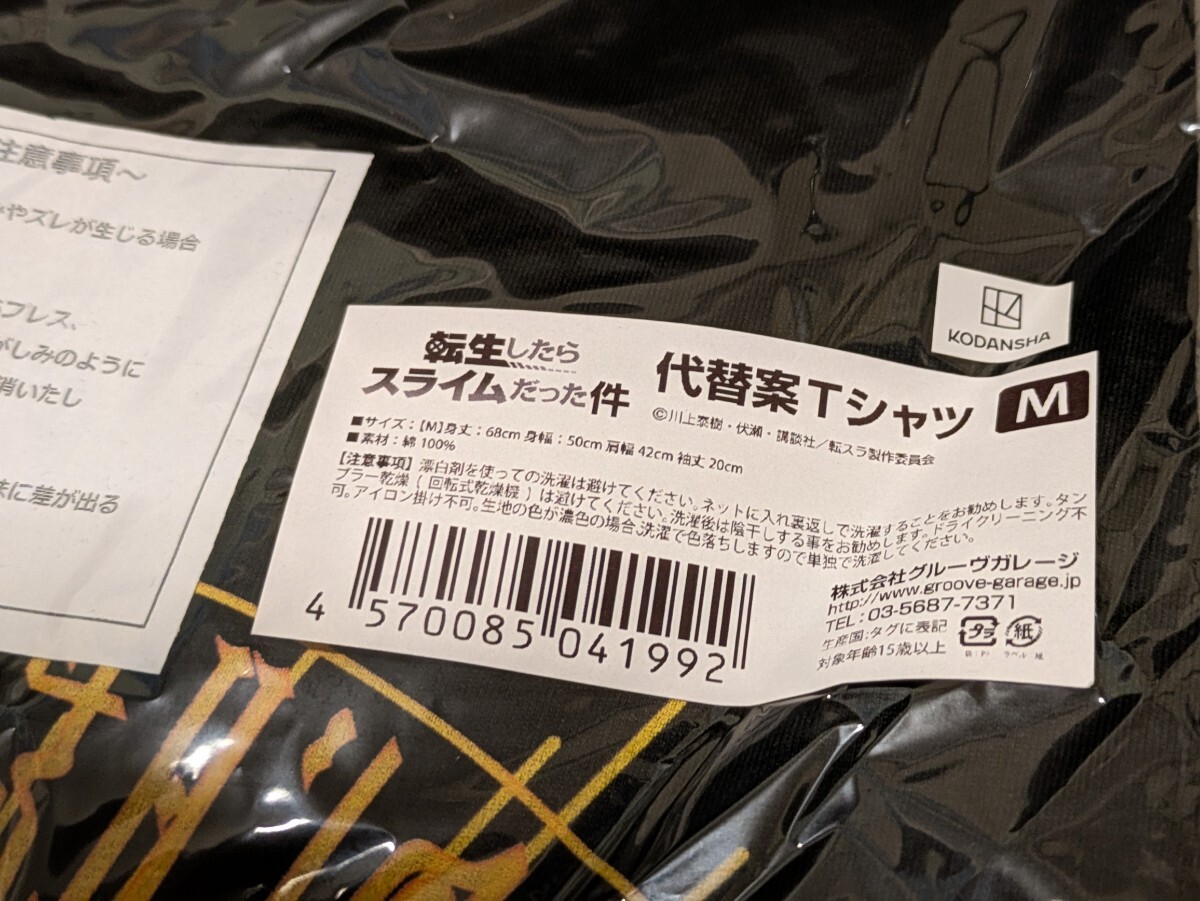 注意事項～
みやズレが生じる場合
プレス、
がしみのように
消いたし
味に差が出る
KODANSHA
転生したら
スライムだった件
代替案Tシャツ
M
©川上泰樹・伏瀬・講談社／転スラ製作委員会
■サイズ：【M】身丈：68cm 身幅：50cm 肩幅 42cm 袖丈 20cm
■素材：綿 100%
【注意事項】漂白剤を使っての洗濯は避けてください。ネットに入れ裏返しで洗濯することをお勧めします。タン
ブラー乾燥（回転式乾燥機）は避けてください。洗濯後は陰干しする事をお勧めします。ドライクリーニング不
可。アイロン掛け不可。生地の色が濃色の場合、洗濯で色落ちしますので単独で洗濯してください。
4 570085 041992
株式会社グルーヴガレージ
http://www.groove-garage.jp
TEL：03-5687-7371
生産国：タグに表記
対象年齢15歳以上
プラ
紙
袋：PP
ラベル：紙